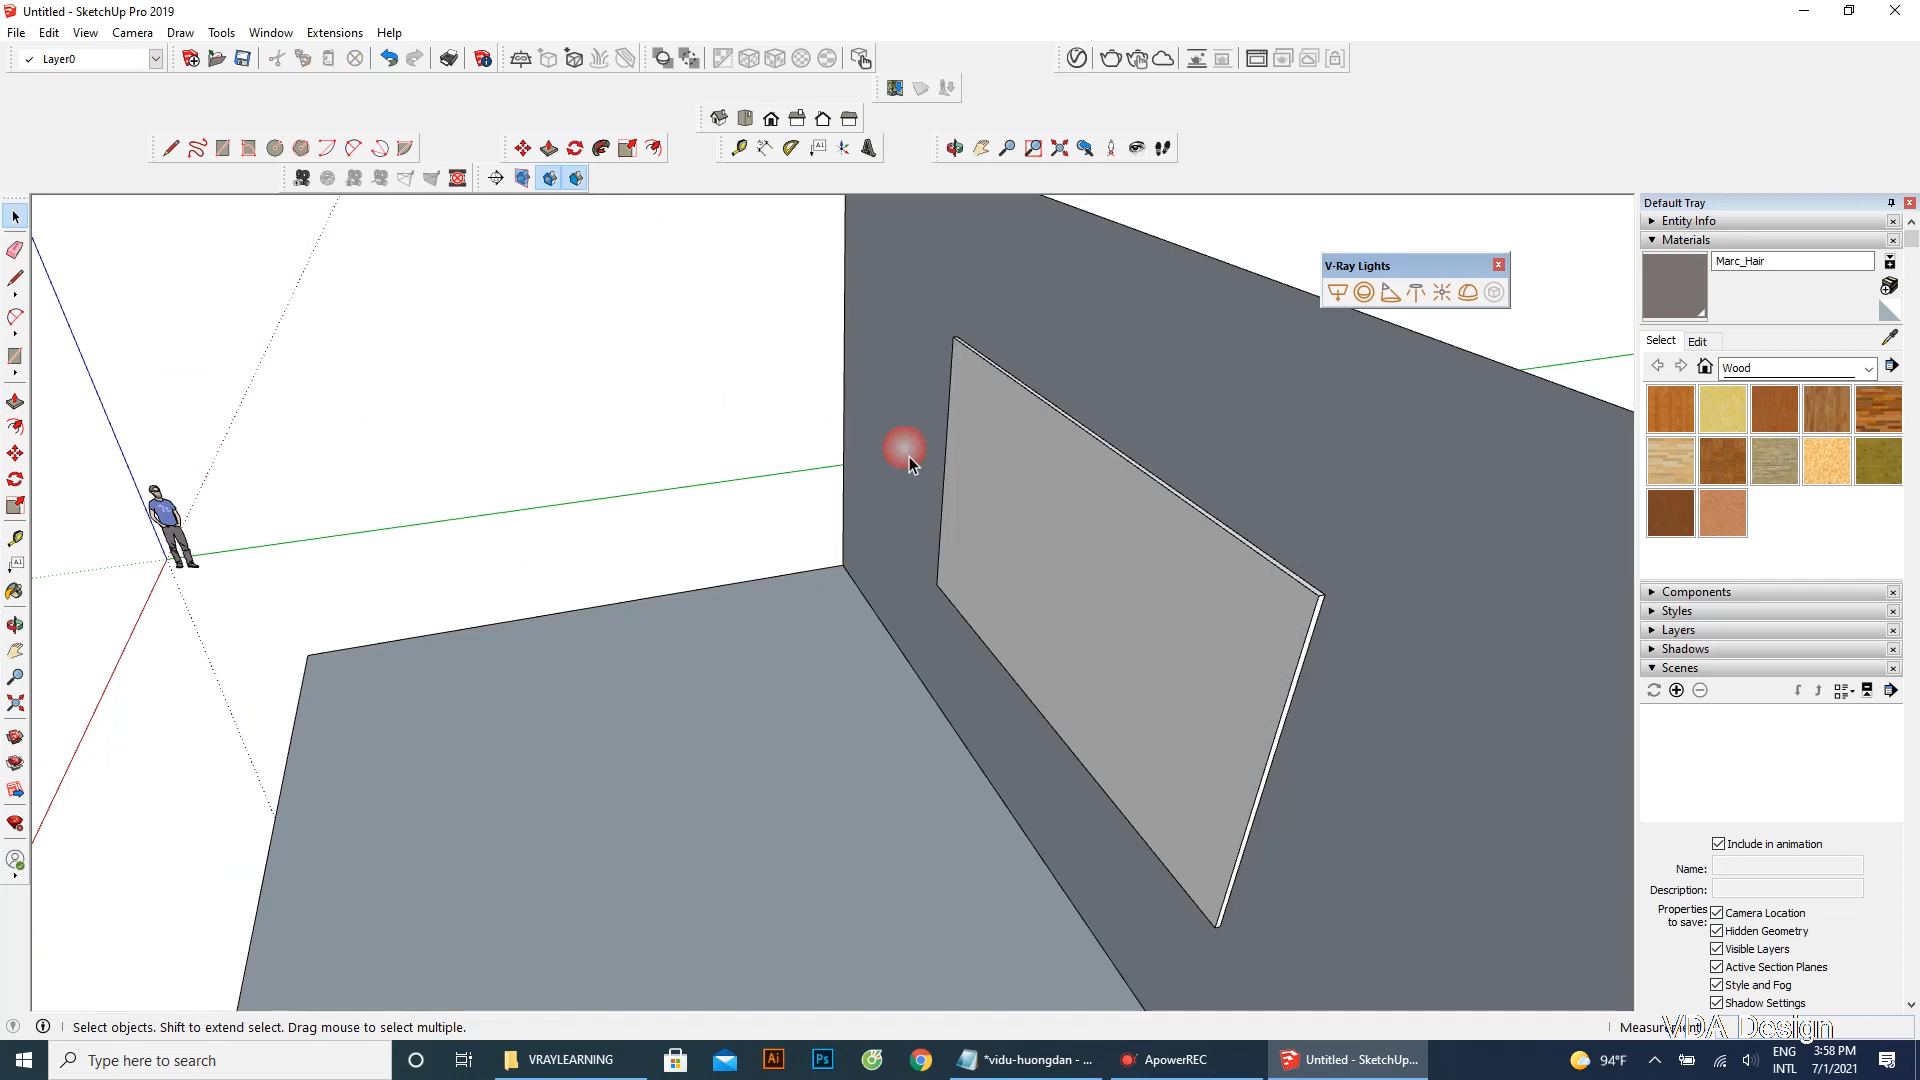 Untitled - SketchUp Pro 2019
File Edit View Camera Draw Tools Window Extensions Help
Layer0
V-Ray Lights
Default Tray
Entity Info
Materials
Marc_Hair
Select Edit
Wood
Components
Styles
Layers
Shadows
Scenes
Include in animation
Name:
Description:
Properties to save:
Camera Location
Hidden Geometry
Visible Layers
Active Section Planes
Style and Fog
Shadow Settings
Select objects. Shift to extend select. Drag mouse to select multiple.
VDA Design
Type here to search
VRAYLEARNING
Ai
Ps
*vidu-huongdan - ...
ApowerREC
Untitled - SketchUp...
94°F
ENG
INTL
3:58 PM
7/1/2021